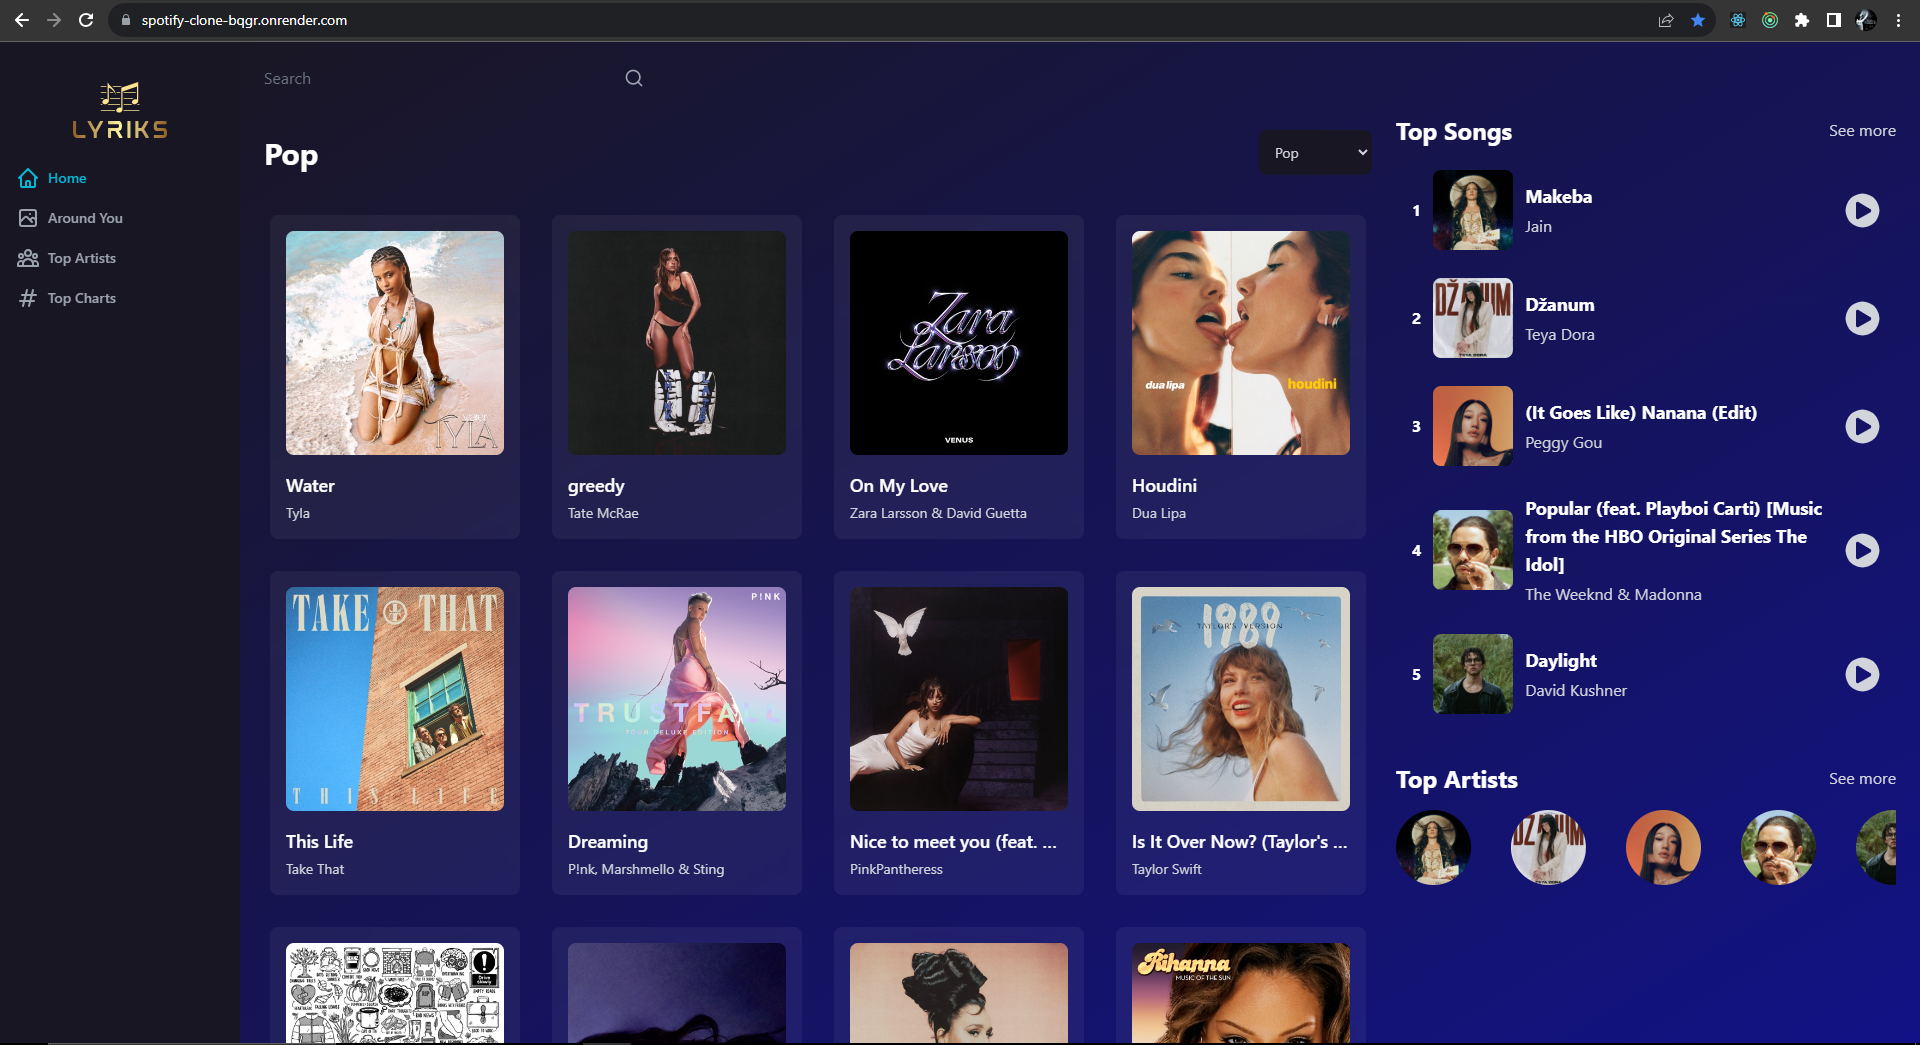 spotify-clone-bqgr.onrender.com
LYRIKS
Home
Around You
Top Artists
Top Charts
Search
Pop
Pop
water
TYLA
Water
Tyla
greedy
Tate McRae
Zara
Larsson
VENUS
On My Love
Zara Larsson & David Guetta
dua lipa
houdini
Houdini
Dua Lipa
TAKE THAT
THIS LIFE
This Life
Take That
P!NK
TRUSTFALL
TOUR DELUXE EDITION
Dreaming
P!nk, Marshmello & Sting
Nice to meet you (feat. ...
PinkPantheress
1989
TAYLOR'S VERSION
Is It Over Now? (Taylor's ...
Taylor Swift
Rihanna
MUSIC OF THE SUN
Top Songs
See more
1
Makeba
Jain
2
DŽANUM
TEYA DORA
Džanum
Teya Dora
3
(It Goes Like) Nanana (Edit)
Peggy Gou
4
Popular (feat. Playboi Carti) [Music
from the HBO Original Series The
Idol]
The Weeknd & Madonna
5
Daylight
David Kushner
Top Artists
See more
DŽANUM